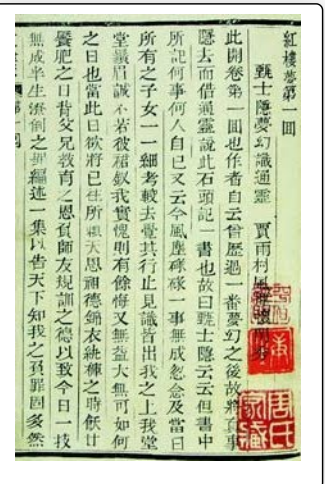 紅樓夢第一回
甄士隱夢幻識通靈 賈雨村風
此開卷第一回也作者自云曾歷過一番夢幻之後故將真事
隱去而借通靈說此石頭記一書也故曰甄士隱云云但書中
所記何事何人自己又云今風塵碌碌一事無成忽念及當日
所有之子女一一細考較去覺其行止見識皆出我之上我堂
堂鬚眉誠不若彼裙釵我實愧則有餘悔又無益大無可如何
之日也當此日欲將已往所賴天恩祖德錦衣紈袴之時飫甘
饜肥之日背父兄教育之恩負師友規訓之德以致今日一技
無成半生潦倒之罪編述一集以告天下知我之負罪固多然
周氏家藏